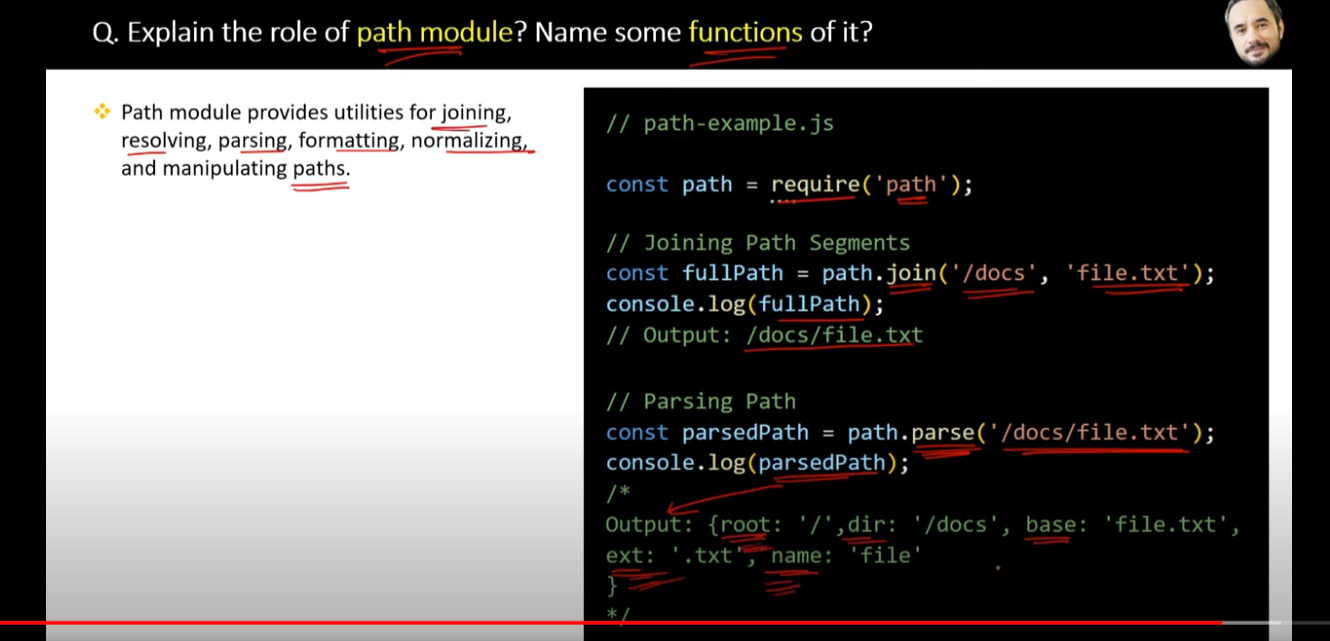 Q. Explain the role of path module? Name some functions of it?
❖ Path module provides utilities for joining,
resolving, parsing, formatting, normalizing,
and manipulating paths.
// path-example.js
const path = require('path');
// Joining Path Segments
const fullPath = path.join('/docs', 'file.txt');
console.log(fullPath);
// Output: /docs/file.txt
// Parsing Path
const parsedPath = path.parse('/docs/file.txt');
console.log(parsedPath);
/*
Output: {root: '/',dir: '/docs', base: 'file.txt',
ext: '.txt', name: 'file'
}
*/